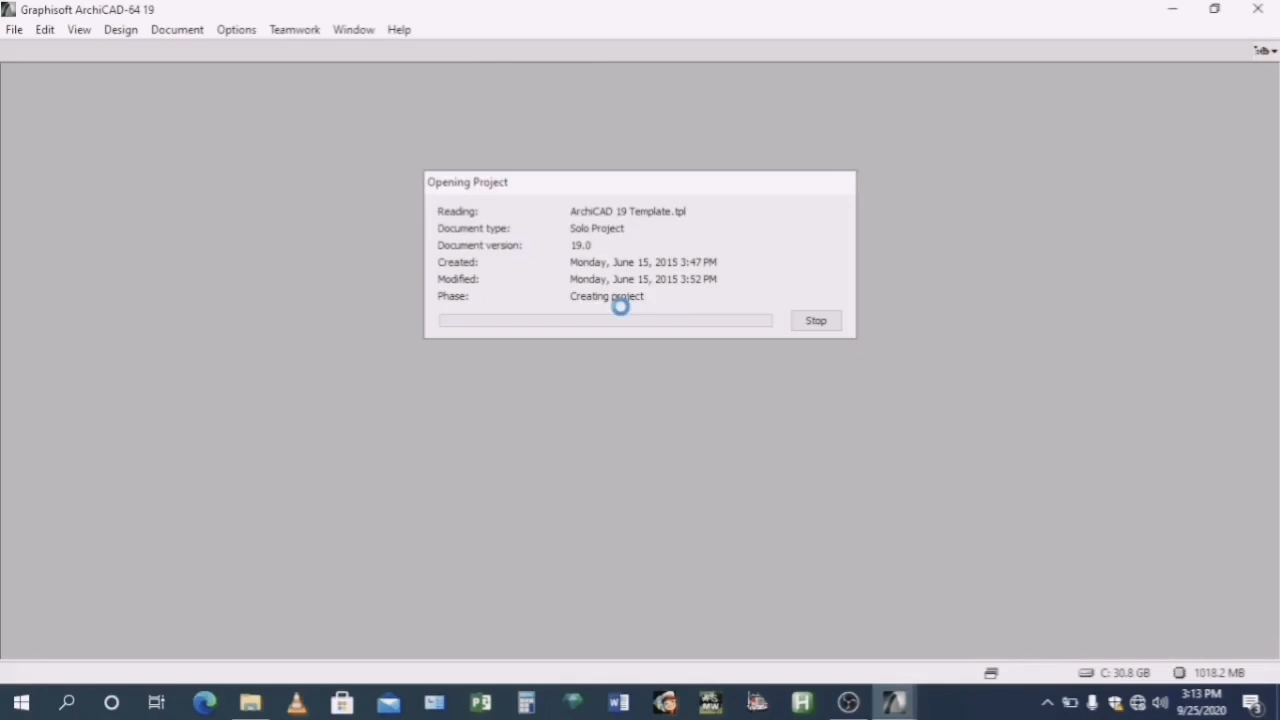 Graphisoft ArchiCAD-64 19
File Edit View Design Document Options Teamwork Window Help
Opening Project
Reading: ArchiCAD 19 Template.tpl
Document type: Solo Project
Document version: 19.0
Created: Monday, June 15, 2015 3:47 PM
Modified: Monday, June 15, 2015 3:52 PM
Phase: Creating project
Stop
C: 30.8 GB 1018.2 MB
3:13 PM
9/25/2020
3